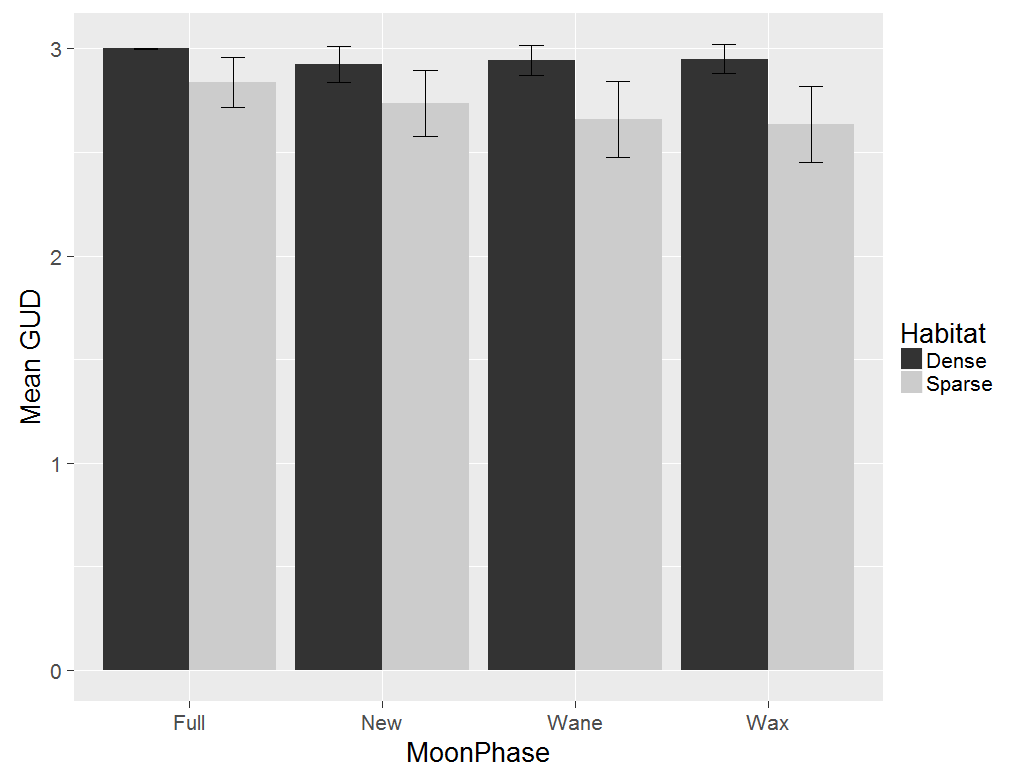 Mean GUD
3
2
1
0
Full
New
Wane
Wax
MoonPhase
Habitat
Dense
Sparse